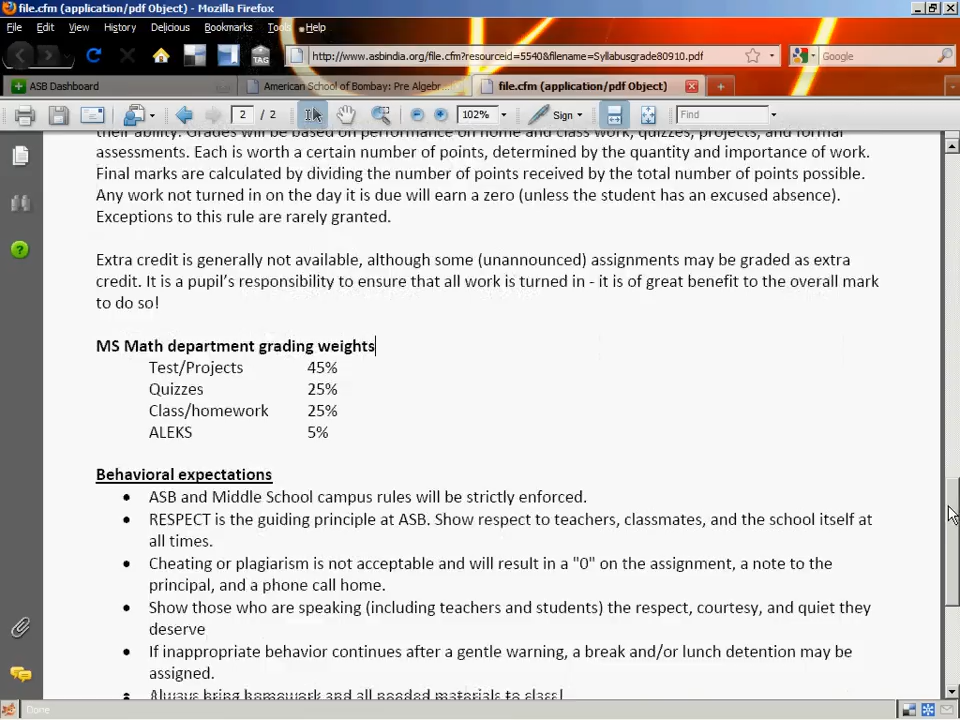 file.cfm (application/pdf Object) - Mozilla Firefox
File Edit View History Delicious Bookmarks Tools Help
TAG http://www.asbindia.org/file.cfm?resourceid=5540&filename=Syllabusgrade80910.pdf Google
ASB Dashboard American School of Bombay: Pre Algebr... file.cfm (application/pdf Object)
2 / 2 102% Sign Find
their ability. Grades will be based on performance on home and class work, quizzes, projects, and formal
assessments. Each is worth a certain number of points, determined by the quantity and importance of work.
Final marks are calculated by dividing the number of points received by the total number of points possible.
Any work not turned in on the day it is due will earn a zero (unless the student has an excused absence).
Exceptions to this rule are rarely granted.
Extra credit is generally not available, although some (unannounced) assignments may be graded as extra
credit. It is a pupil's responsibility to ensure that all work is turned in - it is of great benefit to the overall mark
to do so!
MS Math department grading weights
Test/Projects 45%
Quizzes 25%
Class/homework 25%
ALEKS 5%
Behavioral expectations
• ASB and Middle School campus rules will be strictly enforced.
• RESPECT is the guiding principle at ASB. Show respect to teachers, classmates, and the school itself at
all times.
• Cheating or plagiarism is not acceptable and will result in a "0" on the assignment, a note to the
principal, and a phone call home.
• Show those who are speaking (including teachers and students) the respect, courtesy, and quiet they
deserve
• If inappropriate behavior continues after a gentle warning, a break and/or lunch detention may be
assigned.
• Always bring homework and all needed materials to class!
Done